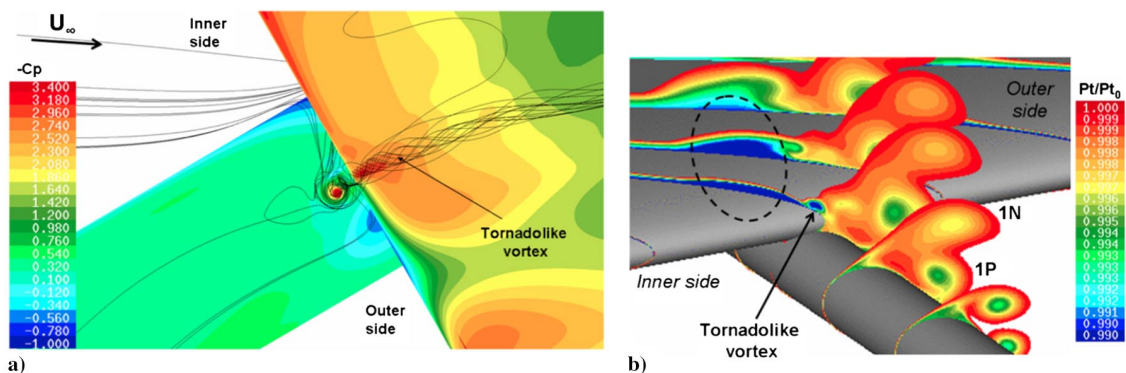 U∞
Inner
side
-Cp
3.400
3.180
2.960
2.740
2.520
2.300
2.080
1.860
1.640
1.420
1.200
0.980
0.760
0.540
0.320
0.100
-0.120
-0.340
-0.560
-0.780
-1.000
Tornadolike
vortex
Outer
side
a)
Outer
side
Pt/Pt0
1.000
0.999
0.999
0.998
0.998
0.997
0.997
0.996
0.996
0.995
0.994
0.994
0.993
0.993
0.992
0.992
0.991
0.991
0.990
0.990
1N
1P
Inner side
Tornadolike
vortex
b)